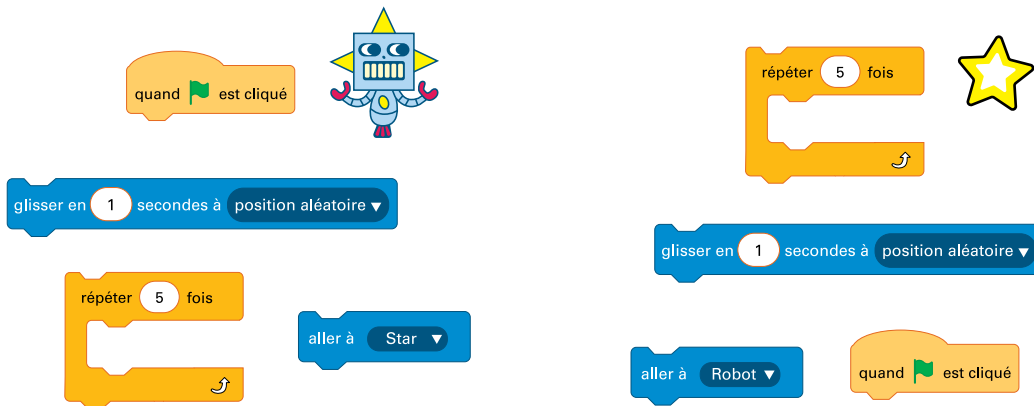 quand est cliqué
glisser en 1 secondes à position aléatoire ▼
répéter 5 fois
aller à Star ▼
répéter 5 fois
glisser en 1 secondes à position aléatoire ▼
aller à Robot ▼
quand est cliqué